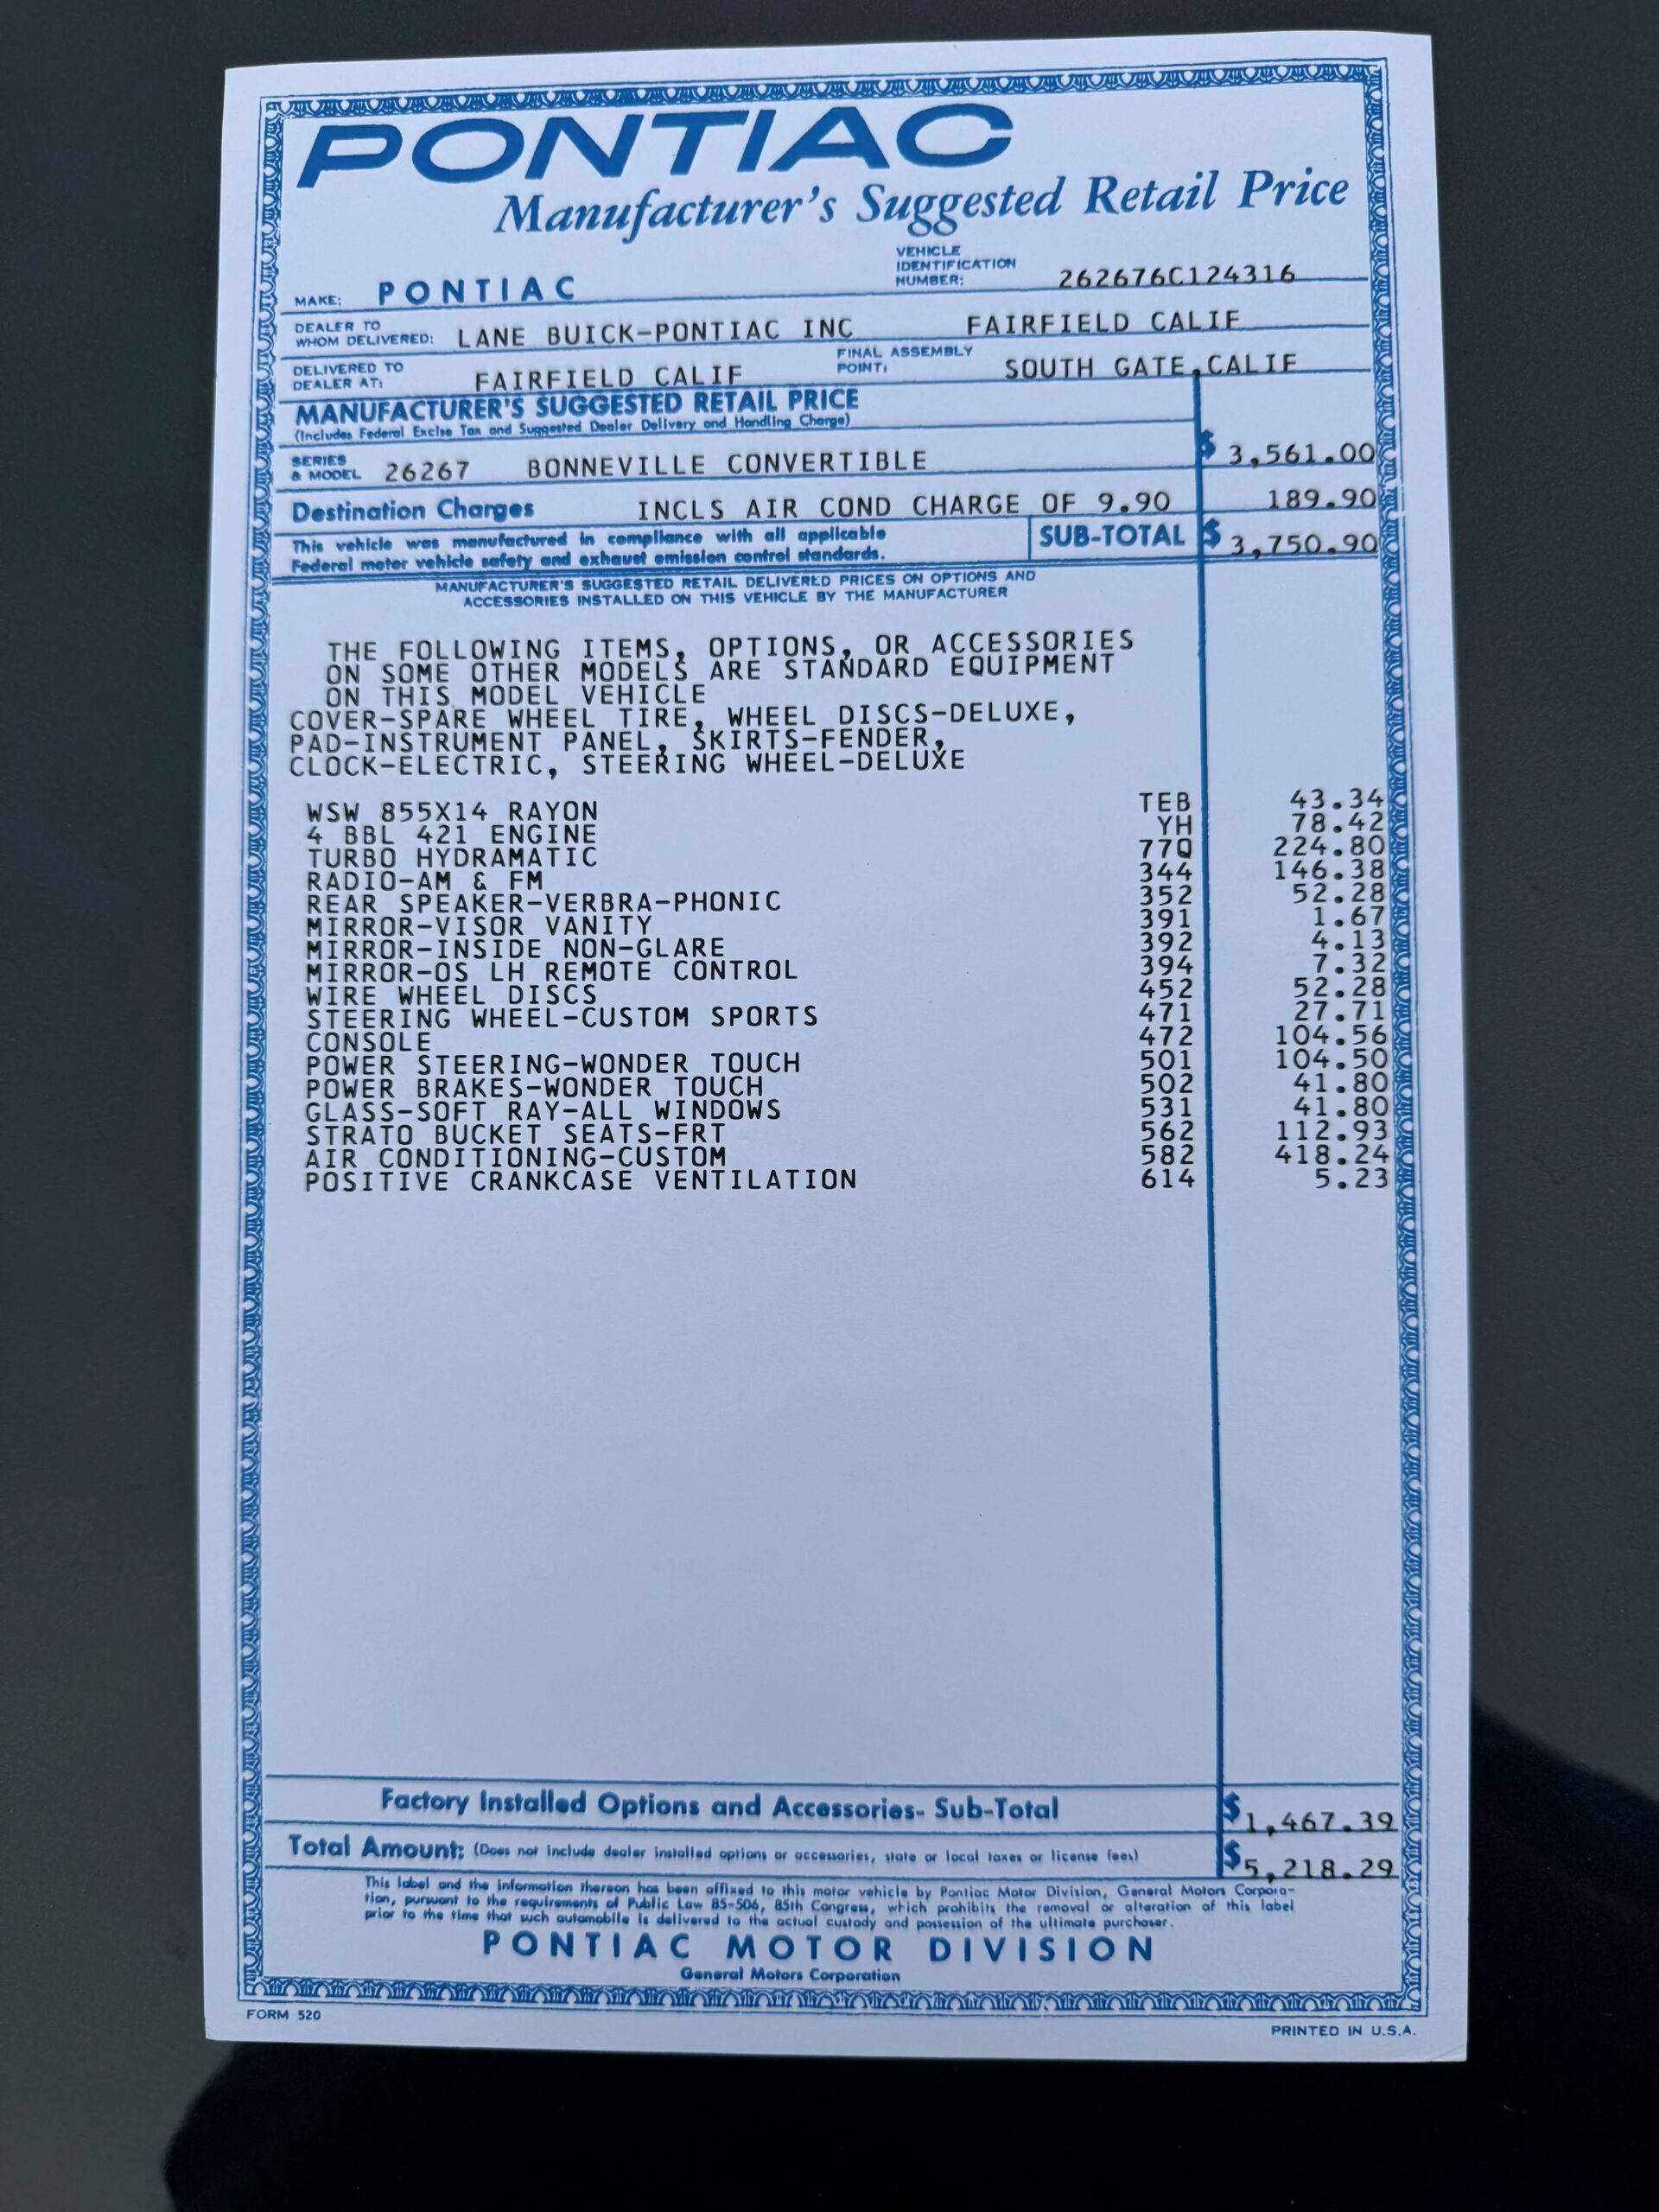 PONTIAC
Manufacturer's Suggested Retail Price
MAKE: PONTIAC VEHICLE IDENTIFICATION NUMBER: 262676C124316
DEALER TO WHOM DELIVERED: LANE BUICK-PONTIAC INC FAIRFIELD CALIF
DELIVERED TO DEALER AT: FAIRFIELD CALIF FINAL ASSEMBLY POINT: SOUTH GATE,CALIF
MANUFACTURER'S SUGGESTED RETAIL PRICE
(Includes Federal Excise Tax and Suggested Dealer Delivery and Handling Charge)
SERIES & MODEL 26267 BONNEVILLE CONVERTIBLE $ 3,561.00
Destination Charges INCLS AIR COND CHARGE OF 9.90 189.90
This vehicle was manufactured in compliance with all applicable
Federal motor vehicle safety and exhaust emission control standards.
SUB-TOTAL $ 3,750.90
MANUFACTURER'S SUGGESTED RETAIL DELIVERED PRICES ON OPTIONS AND
ACCESSORIES INSTALLED ON THIS VEHICLE BY THE MANUFACTURER
THE FOLLOWING ITEMS, OPTIONS, OR ACCESSORIES
ON SOME OTHER MODELS ARE STANDARD EQUIPMENT
ON THIS MODEL VEHICLE
COVER-SPARE WHEEL TIRE, WHEEL DISCS-DELUXE,
PAD-INSTRUMENT PANEL, SKIRTS-FENDER,
CLOCK-ELECTRIC, STEERING WHEEL-DELUXE
WSW 855X14 RAYON TEB 43.34
4 BBL 421 ENGINE YH 78.42
TURBO HYDRAMATIC 77Q 224.80
RADIO-AM & FM 344 146.38
REAR SPEAKER-VERBRA-PHONIC 352 52.28
MIRROR-VISOR VANITY 391 1.67
MIRROR-INSIDE NON-GLARE 392 4.13
MIRROR-OS LH REMOTE CONTROL 394 7.32
WIRE WHEEL DISCS 452 52.28
STEERING WHEEL-CUSTOM SPORTS 471 27.71
CONSOLE 472 104.56
POWER STEERING-WONDER TOUCH 501 104.50
POWER BRAKES-WONDER TOUCH 502 41.80
GLASS-SOFT RAY-ALL WINDOWS 531 41.80
STRATO BUCKET SEATS-FRT 562 112.93
AIR CONDITIONING-CUSTOM 582 418.24
POSITIVE CRANKCASE VENTILATION 614 5.23
Factory Installed Options and Accessories- Sub-Total $1,467.39
Total Amount: (Does not include dealer installed options or accessories, state or local taxes or license fees) $5,218.29
This label and the information thereon has been affixed to this motor vehicle by Pontiac Motor Division, General Motors Corpora-
tion, pursuant to the requirements of Public Law 85-506, 85th Congress, which prohibits the removal or alteration of this label
prior to the time that such automobile is delivered to the actual custody and possession of the ultimate purchaser.
PONTIAC MOTOR DIVISION
General Motors Corporation
FORM 520
PRINTED IN U.S.A.